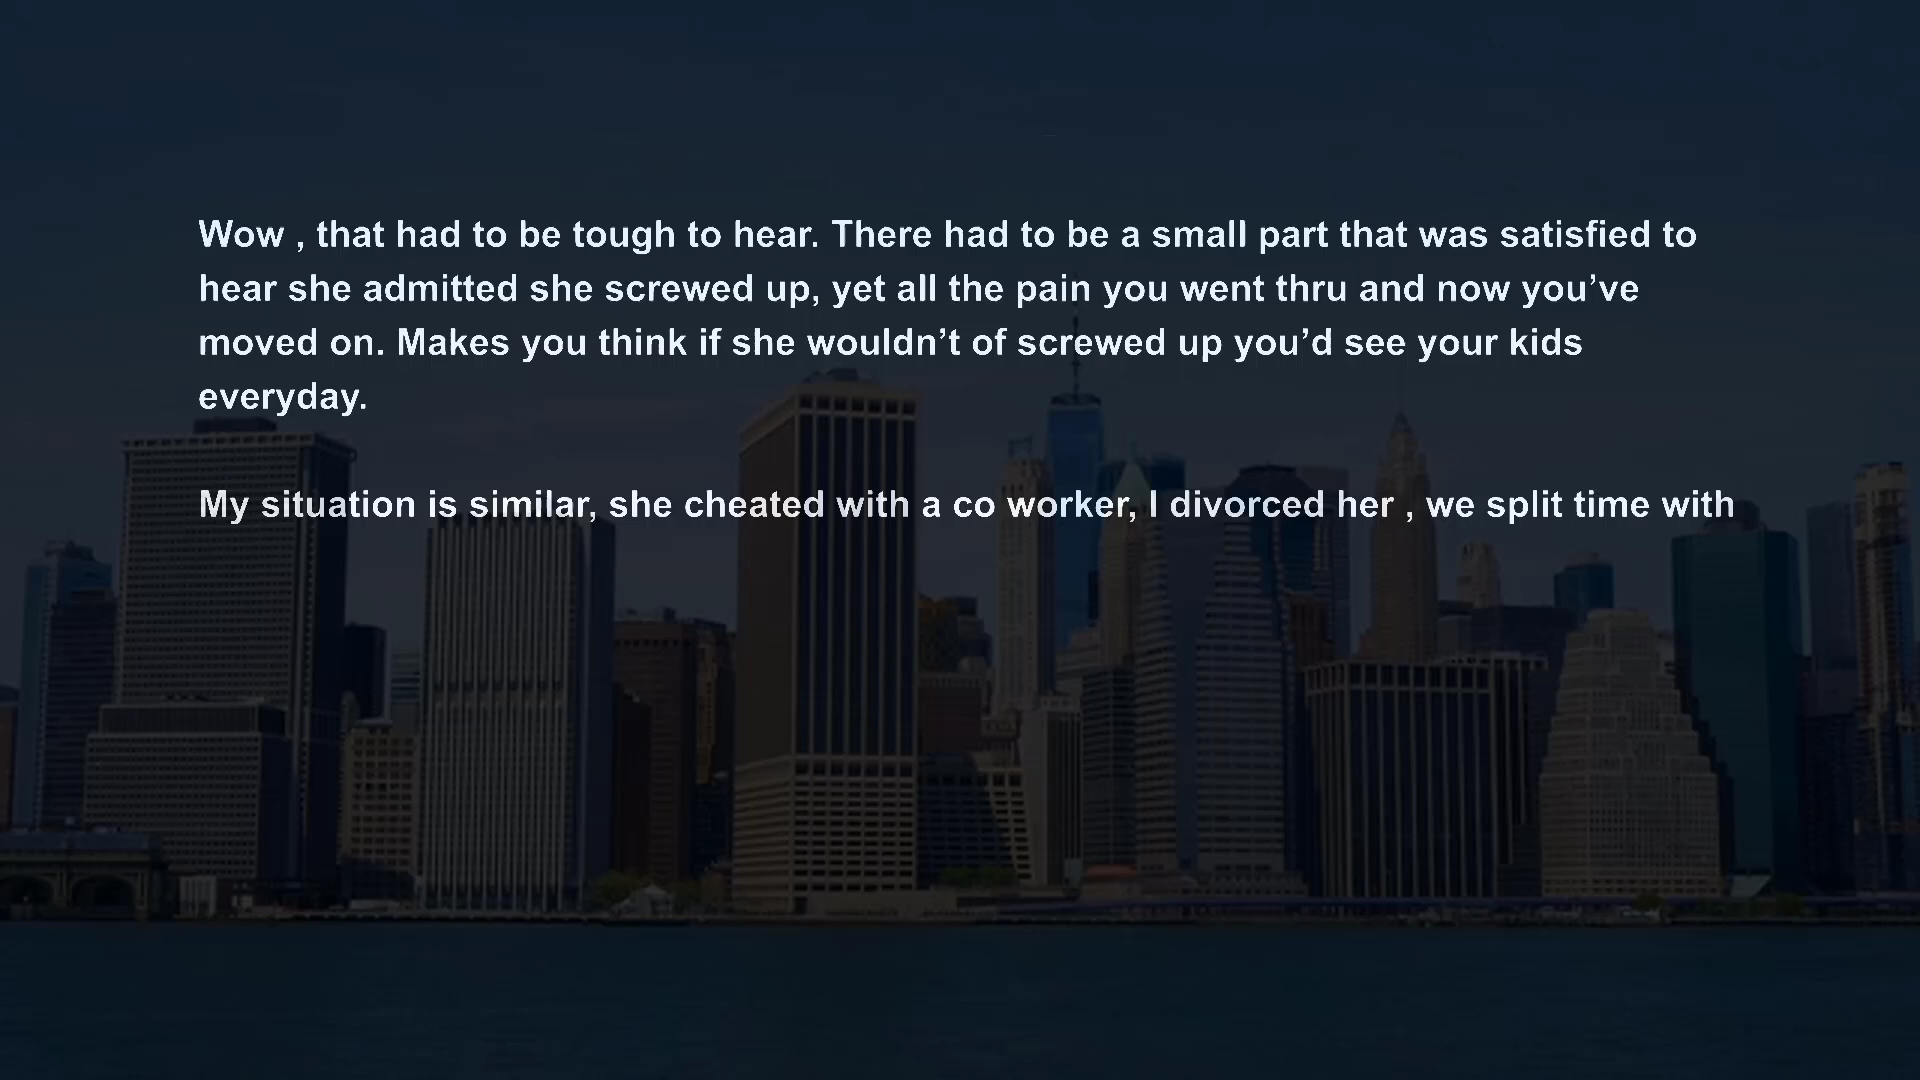 Wow , that had to be tough to hear. There had to be a small part that was satisfied to
hear she admitted she screwed up, yet all the pain you went thru and now you’ve
moved on. Makes you think if she wouldn’t of screwed up you’d see your kids
everyday.
My situation is similar, she cheated with a co worker, I divorced her , we split time with